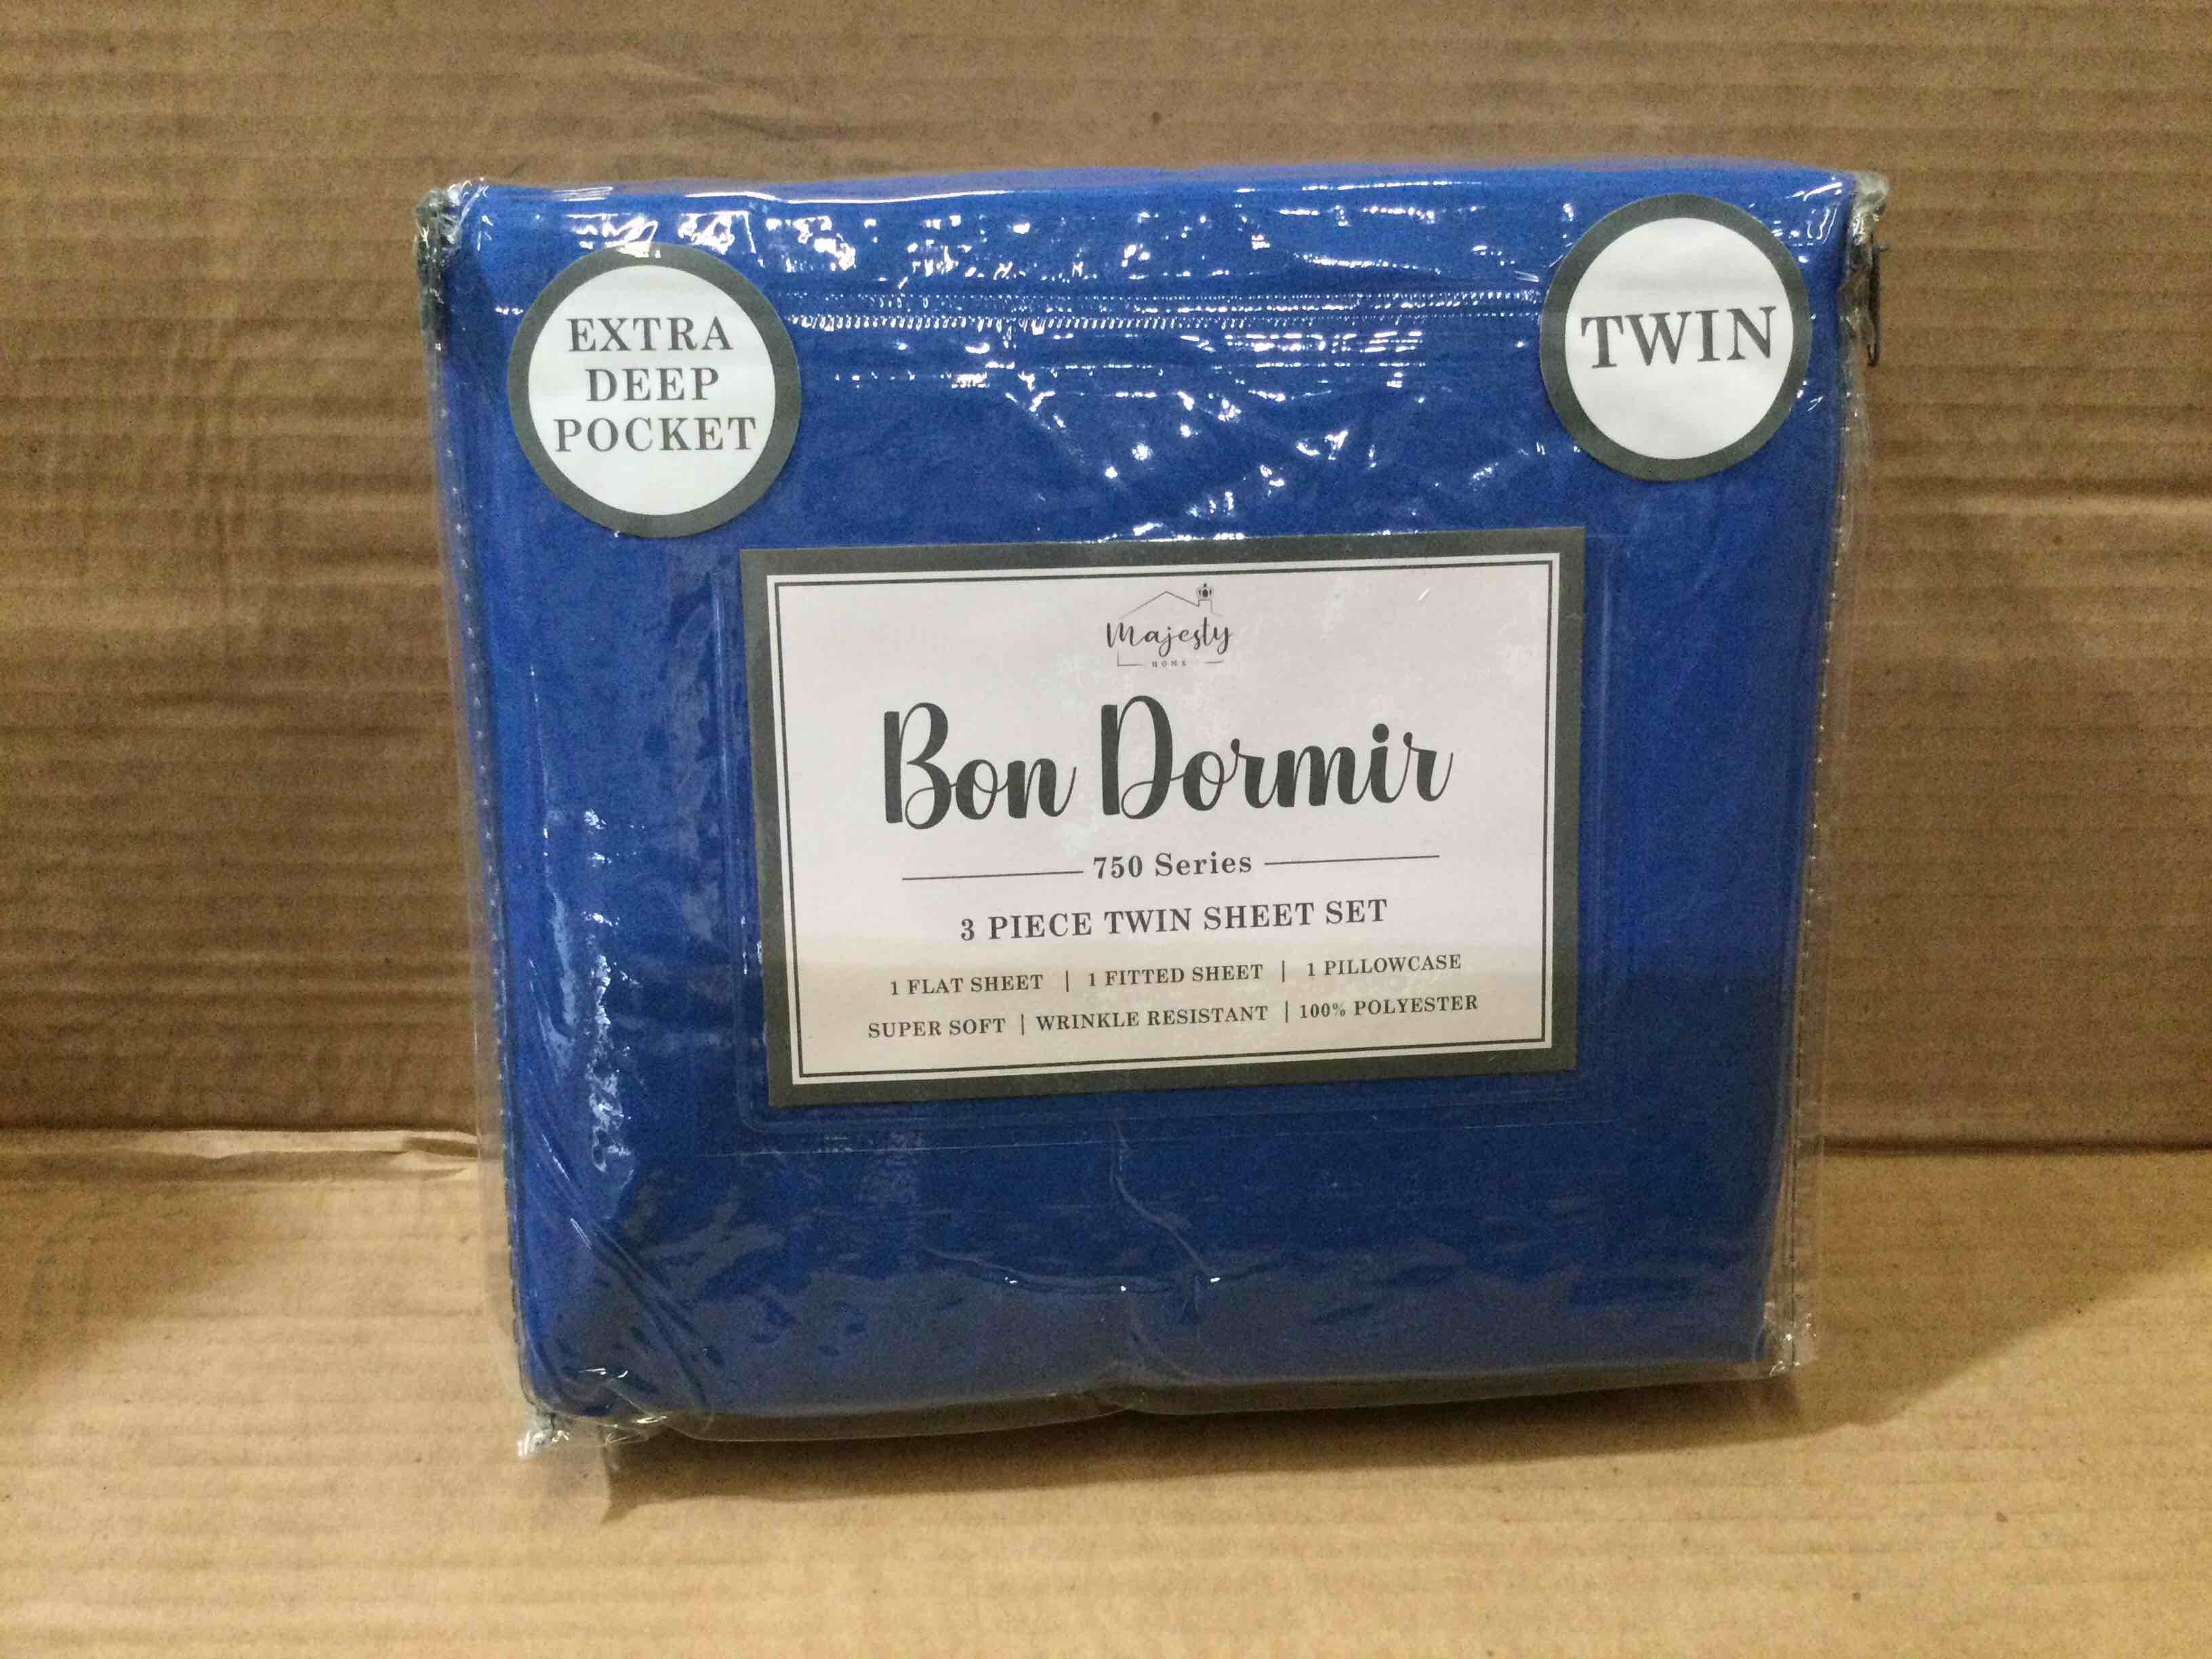 EXTRA
DEEP
POCKET
TWIN
Majesty
HOME
Bon Dormir
750 Series
3 PIECE TWIN SHEET SET
1 FLAT SHEET | 1 FITTED SHEET | 1 PILLOWCASE
SUPER SOFT | WRINKLE RESISTANT | 100% POLYESTER